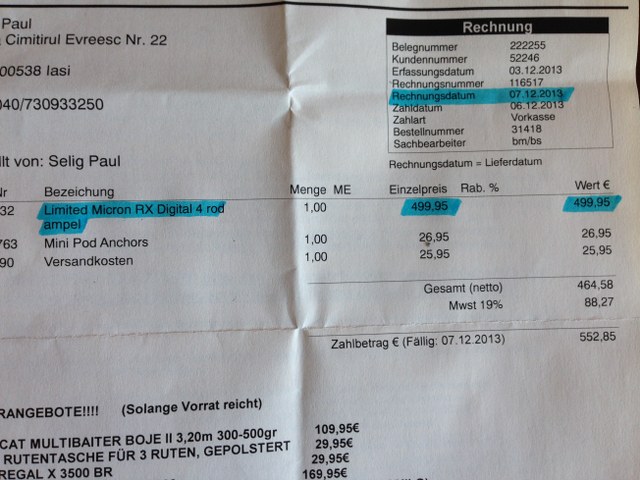 Paul
Cimitirul Evreesc Nr. 22
00538 Iasi
040/730933250
Rechnung
Belegnummer 222255
Kundennummer 52246
Erfassungsdatum 03.12.2013
Rechnungsnummer 116517
Rechnungsdatum 07.12.2013
Zahldatum 06.12.2013
Zahlart Vorkasse
Bestellnummer 31418
Sachbearbeiter bm/bs
Rechnungsdatum = Lieferdatum
llt von: Selig Paul
Nr Bezeichung Menge ME Einzelpreis Rab. % Wert €
32 Limited Micron RX Digital 4 rod 1,00 499,95 499,95
ampel
763 Mini Pod Anchors 1,00 26,95 26,95
90 Versandkosten 1,00 25,95 25,95
Gesamt (netto) 464,58
Mwst 19% 88,27
Zahlbetrag € (Fällig: 07.12.2013) 552,85
RANGEBOTE!!!! (Solange Vorrat reicht)
CAT MULTIBAITER BOJE II 3,20m 300-500gr 109,95€
RUTENTASCHE FÜR 3 RUTEN, GEPOLSTERT 29,95€
29,95€
REGAL X 3500 BR 169,95€